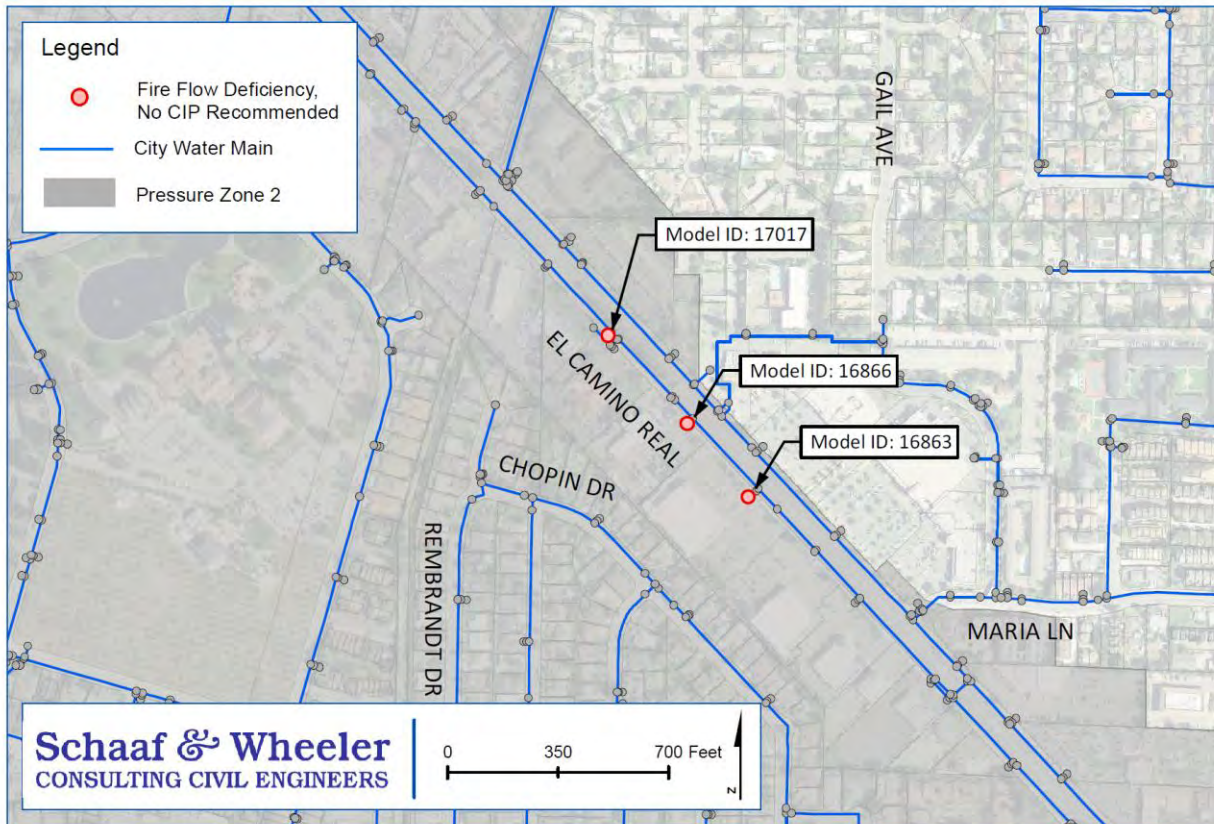 Legend
Fire Flow Deficiency,
No CIP Recommended
City Water Main
Pressure Zone 2
GAIL AVE
Model ID: 17017
EL CAMINO REAL
Model ID: 16866
Model ID: 16863
CHOPIN DR
REMBRANDT DR
MARIA LN
Schaaf & Wheeler
CONSULTING CIVIL ENGINEERS
0 350 700 Feet
N